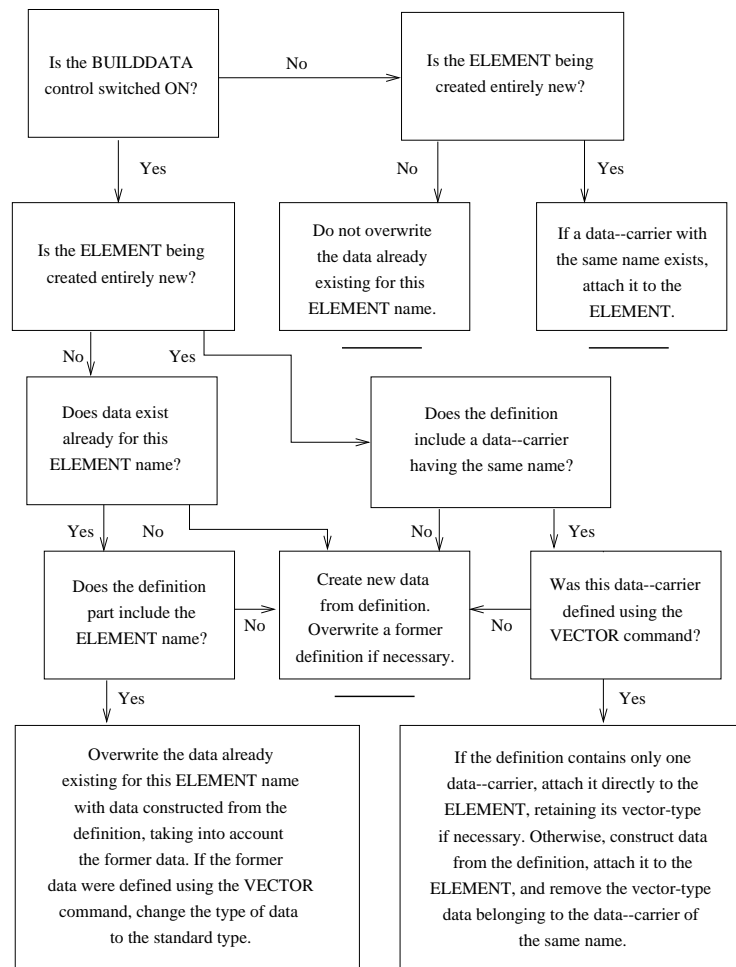 Is the BUILDDATA
control switched ON?
No
Is the ELEMENT being
created entirely new?
Yes
No
Yes
Is the ELEMENT being
created entirely new?
Do not overwrite
the data already
existing for this
ELEMENT name.
If a data--carrier with
the same name exists,
attach it to the
ELEMENT.
No
Yes
Does data exist
already for this
ELEMENT name?
Does the definition
include a data--carrier
having the same name?
Yes
No
No
Yes
Does the definition
part include the
ELEMENT name?
No
Create new data
from definition.
Overwrite a former
definition if necessary.
No
Was this data--carrier
defined using the
VECTOR command?
Yes
Yes
Overwrite the data already
existing for this ELEMENT name
with data constructed from the
definition, taking into account
the former data. If the former
data were defined using the VECTOR
command, change the type of data
to the standard type.
If the definition contains only one
data--carrier, attach it directly to the
ELEMENT, retaining its vector-type
if necessary. Otherwise, construct data
from the definition, attach it to the
ELEMENT, and remove the vector-type
data belonging to the data--carrier of
the same name.